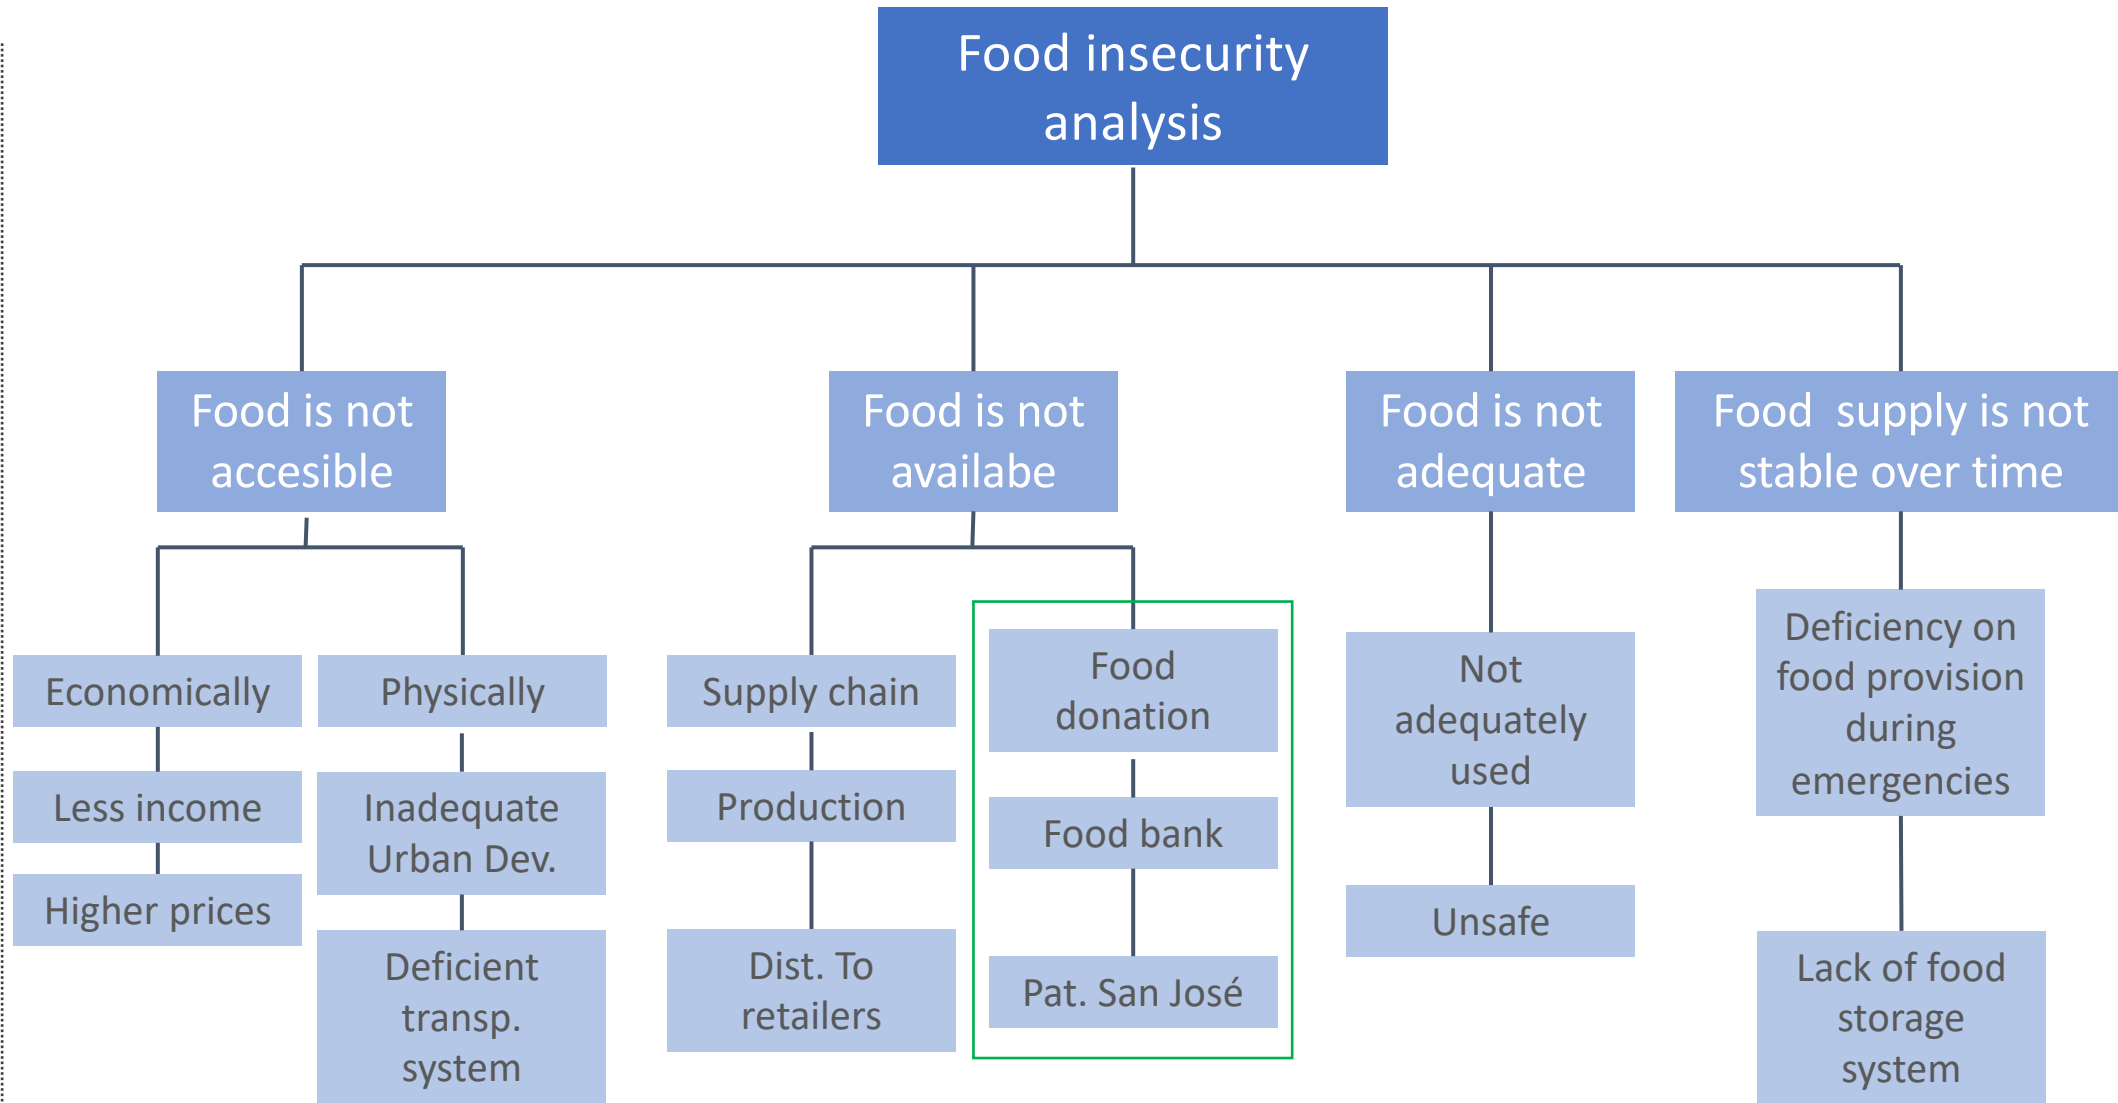 Food insecurity
analysis
Food is not
accesible
Food is not
availabe
Food is not
adequate
Food  supply is not
stable over time
Economically
Less income
Higher prices
Physically
Inadequate
Urban Dev.
Deficient
transp.
system
Supply chain
Production
Dist. To
retailers
Food
donation
Food bank
Pat. San José
Not
adequately
used
Unsafe
Deficiency on
food provision
during
emergencies
Lack of food
storage
system